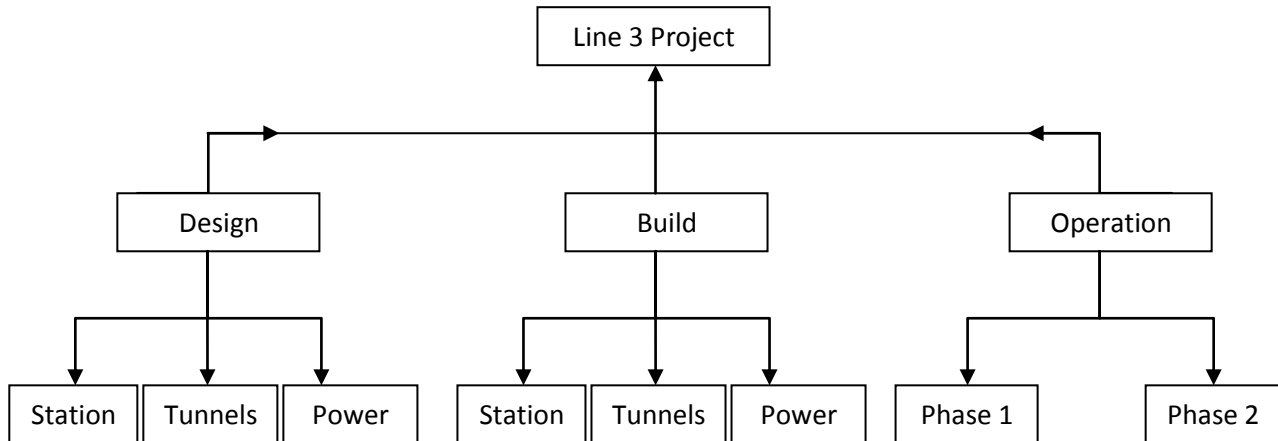 Line 3 Project
Design
Build
Operation
Station
Tunnels
Power
Station
Tunnels
Power
Phase 1
Phase 2